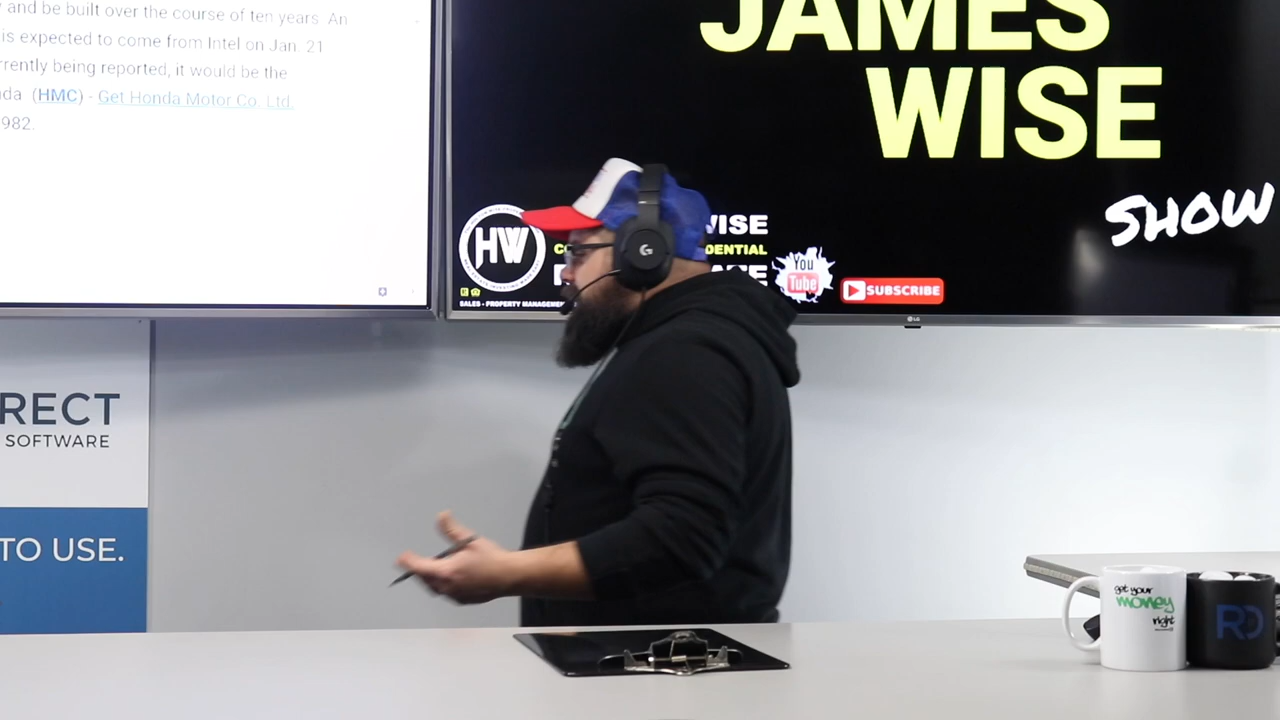 and be built over the course of ten years. An
is expected to come from Intel on Jan. 21
rrently being reported, it would be the
nda (HMC) - Get Honda Motor Co. Ltd.
982.
JAMES
WISE
SHOW
HW
WISE
DENTIAL
SALES - PROPERTY MANAGEMEN
You
Tube
SUBSCRIBE
LG
G
RECT
SOFTWARE
TO USE.
get your
money
right
RD